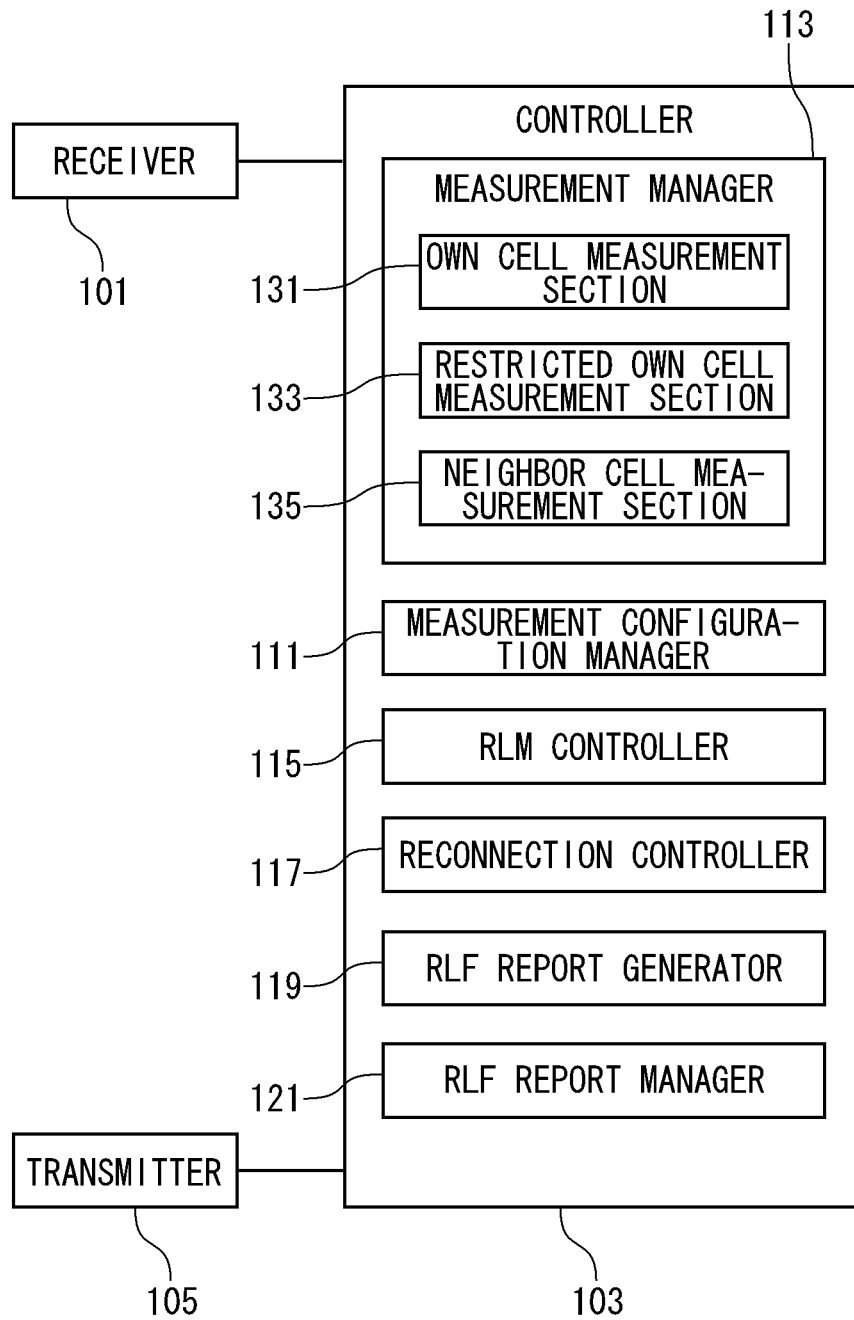 113
CONTROLLER
RECEIVER
101
MEASUREMENT MANAGER
OWN CELL MEASUREMENT
SECTION
131
RESTRICTED OWN CELL
MEASUREMENT SECTION
133
NEIGHBOR CELL MEA-
SUREMENT SECTION
135
MEASUREMENT CONFIGURA-
TION MANAGER
111
RLM CONTROLLER
115
RECONNECTION CONTROLLER
117
RLF REPORT GENERATOR
119
RLF REPORT MANAGER
121
TRANSMITTER
105
103